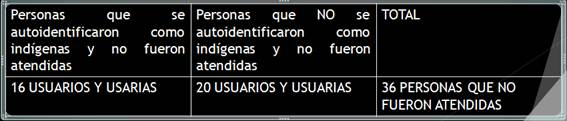 Personas que se
autoidentificaron como
indígenas y no fueron
atendidas
Personas que NO se
autoidentificaron como
indígenas y no fueron
atendidas
TOTAL
16 USUARIOS Y USARIAS
20 USUARIOS Y USUARIAS
36 PERSONAS QUE NO
FUERON ATENDIDAS